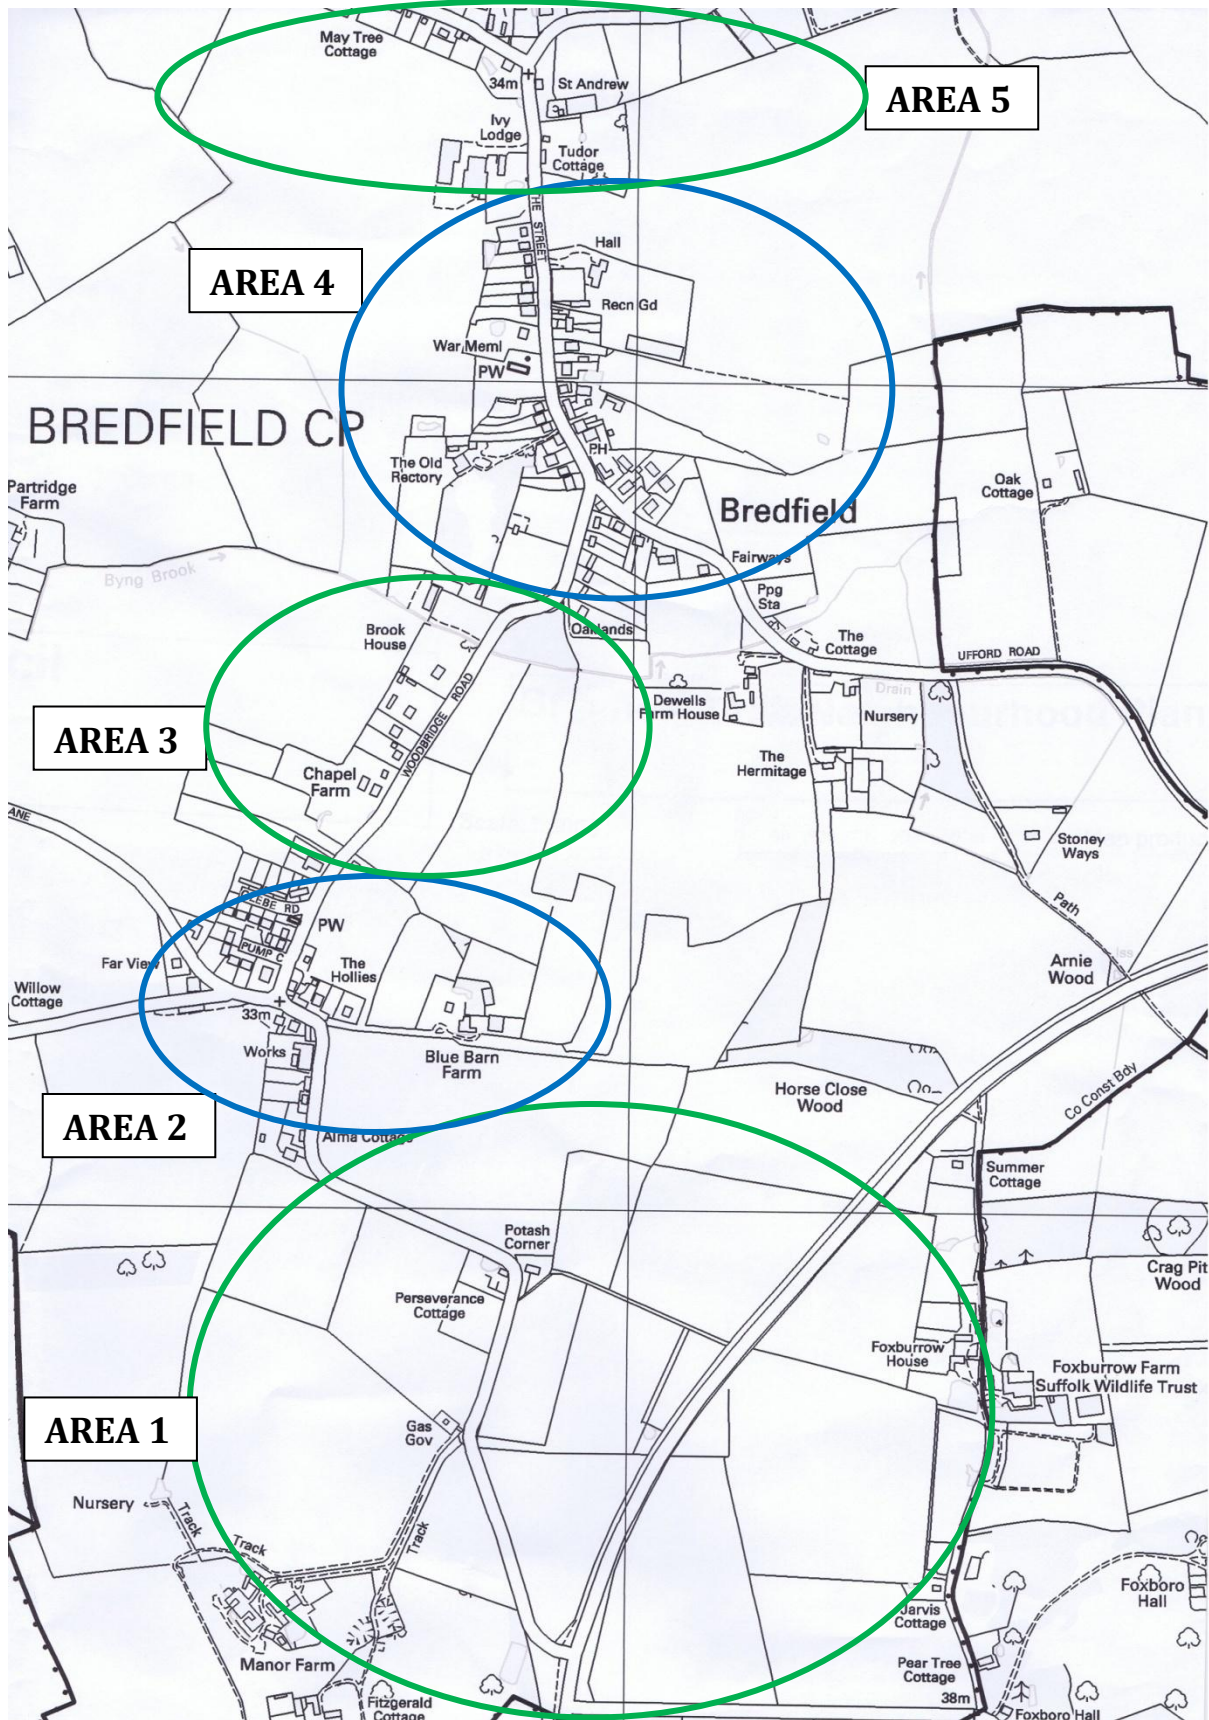 May Tree
Cottage
34m
St Andrew
AREA 5
Ivy
Lodge
Tudor
Cottage
THE STREET
Hall
AREA 4
Recn Gd
War Meml
PW
BREDFIELD CP
PH
The Old
Rectory
Partridge
Farm
Oak
Cottage
Bredfield
Fairways
Byng Brook
Ppg
Sta
Brook
House
Oaklands
The
Cottage
UFFORD ROAD
Drain
Dewells
Farm House
Nursery
WOODBRIDGE ROAD
AREA 3
The
Hermitage
Chapel
Farm
ANE
Stoney
Ways
GLEBE RD
Path
PW
PUMP C
Far View
The
Hollies
Arnie
Wood
Iss
Willow
Cottage
33m
Works
Blue Barn
Farm
Horse Close
Wood
Co Const Bdy
AREA 2
Alma Cottage
Summer
Cottage
Potash
Corner
Crag Pit
Wood
Perseverance
Cottage
Foxburrow
House
Foxburrow Farm
Suffolk Wildlife Trust
AREA 1
Gas
Gov
Nursery
Track
Track
Track
Foxboro
Hall
Jarvis
Cottage
Manor Farm
Pear Tree
Cottage
38m
Fitzgerald
Cottage
Foxboro Hall